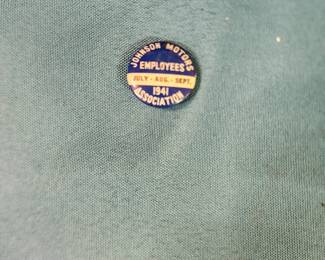 JOHNSON MOTORS
EMPLOYEES
JULY - AUG. - SEPT.
1941
ASSOCIATION